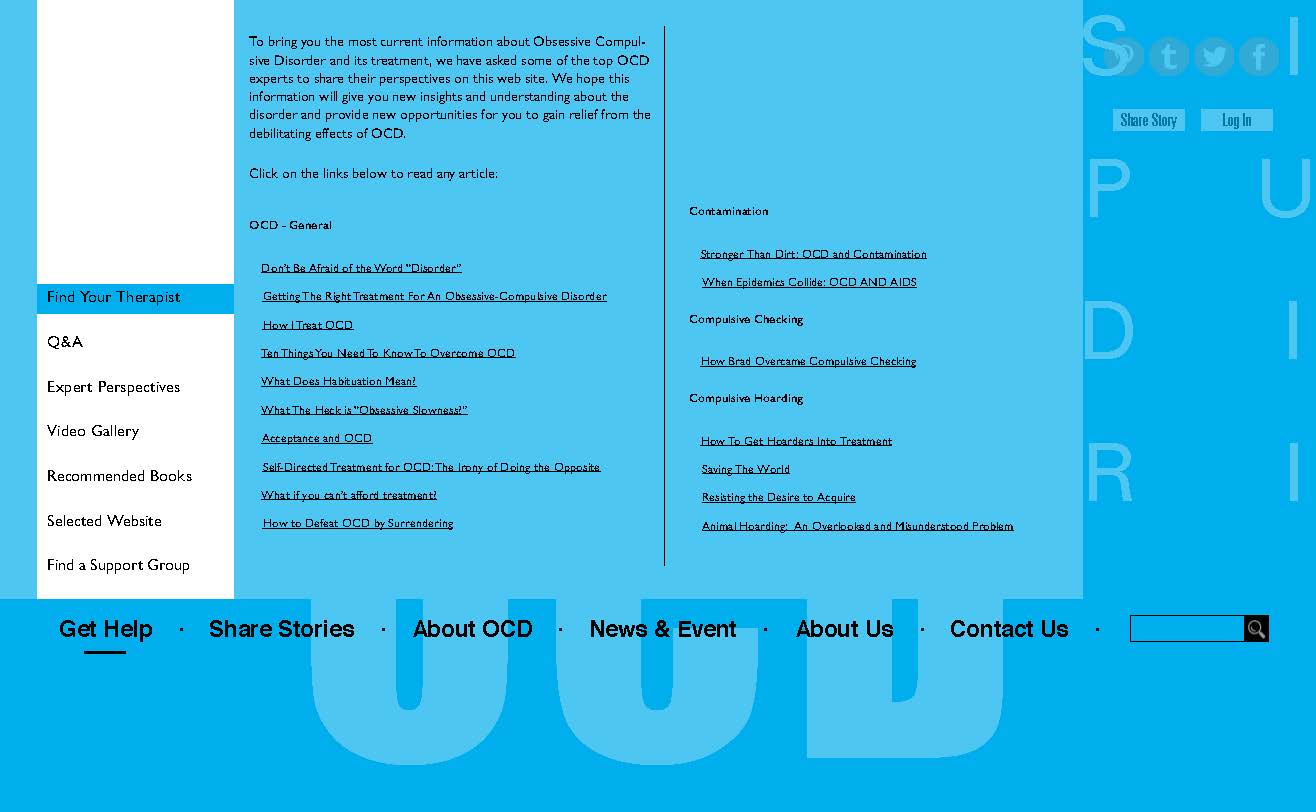 To bring you the most current information about Obsessive Compul-
sive Disorder and its treatment, we have asked some of the top OCD
experts to share their perspectives on this web site. We hope this
information will give you new insights and understanding about the
disorder and provide new opportunities for you to gain relief from the
debilitating effects of OCD.
Click on the links below to read any article:
OCD - General
Don't Be Afraid of the Word "Disorder"
Getting The Right Treatment For An Obsessive-Compulsive Disorder
How I Treat OCD
Ten Things You Need To Know To Overcome OCD
What Does Habituation Mean?
What The Heck is "Obsessive Slowness?"
Acceptance and OCD
Self-Directed Treatment for OCD: The Irony of Doing the Opposite
What if you can't afford treatment?
How to Defeat OCD by Surrendering
Contamination
Stronger Than Dirt: OCD and Contamination
When Epidemics Collide: OCD AND AIDS
Compulsive Checking
How Brad Overcame Compulsive Checking
Compulsive Hoarding
How To Get Hoarders Into Treatment
Saving The World
Resisting the Desire to Acquire
Animal Hoarding: An Overlooked and Misunderstood Problem
Find Your Therapist
Q&A
Expert Perspectives
Video Gallery
Recommended Books
Selected Website
Find a Support Group
S I
Share Story Log In
P U
D I
R I
Get Help · Share Stories · About OCD · News & Event · About Us · Contact Us ·
OCD